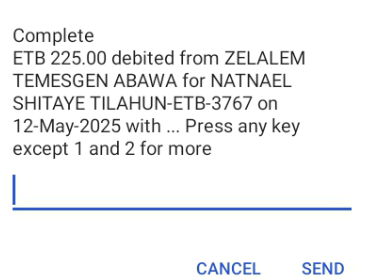 Complete
ETB 225.00 debited from ZELALEM
TEMESGEN ABAWA for NATNAEL
SHITAYE TILAHUN-ETB-3767 on
12-May-2025 with ... Press any key
except 1 and 2 for more
CANCEL SEND